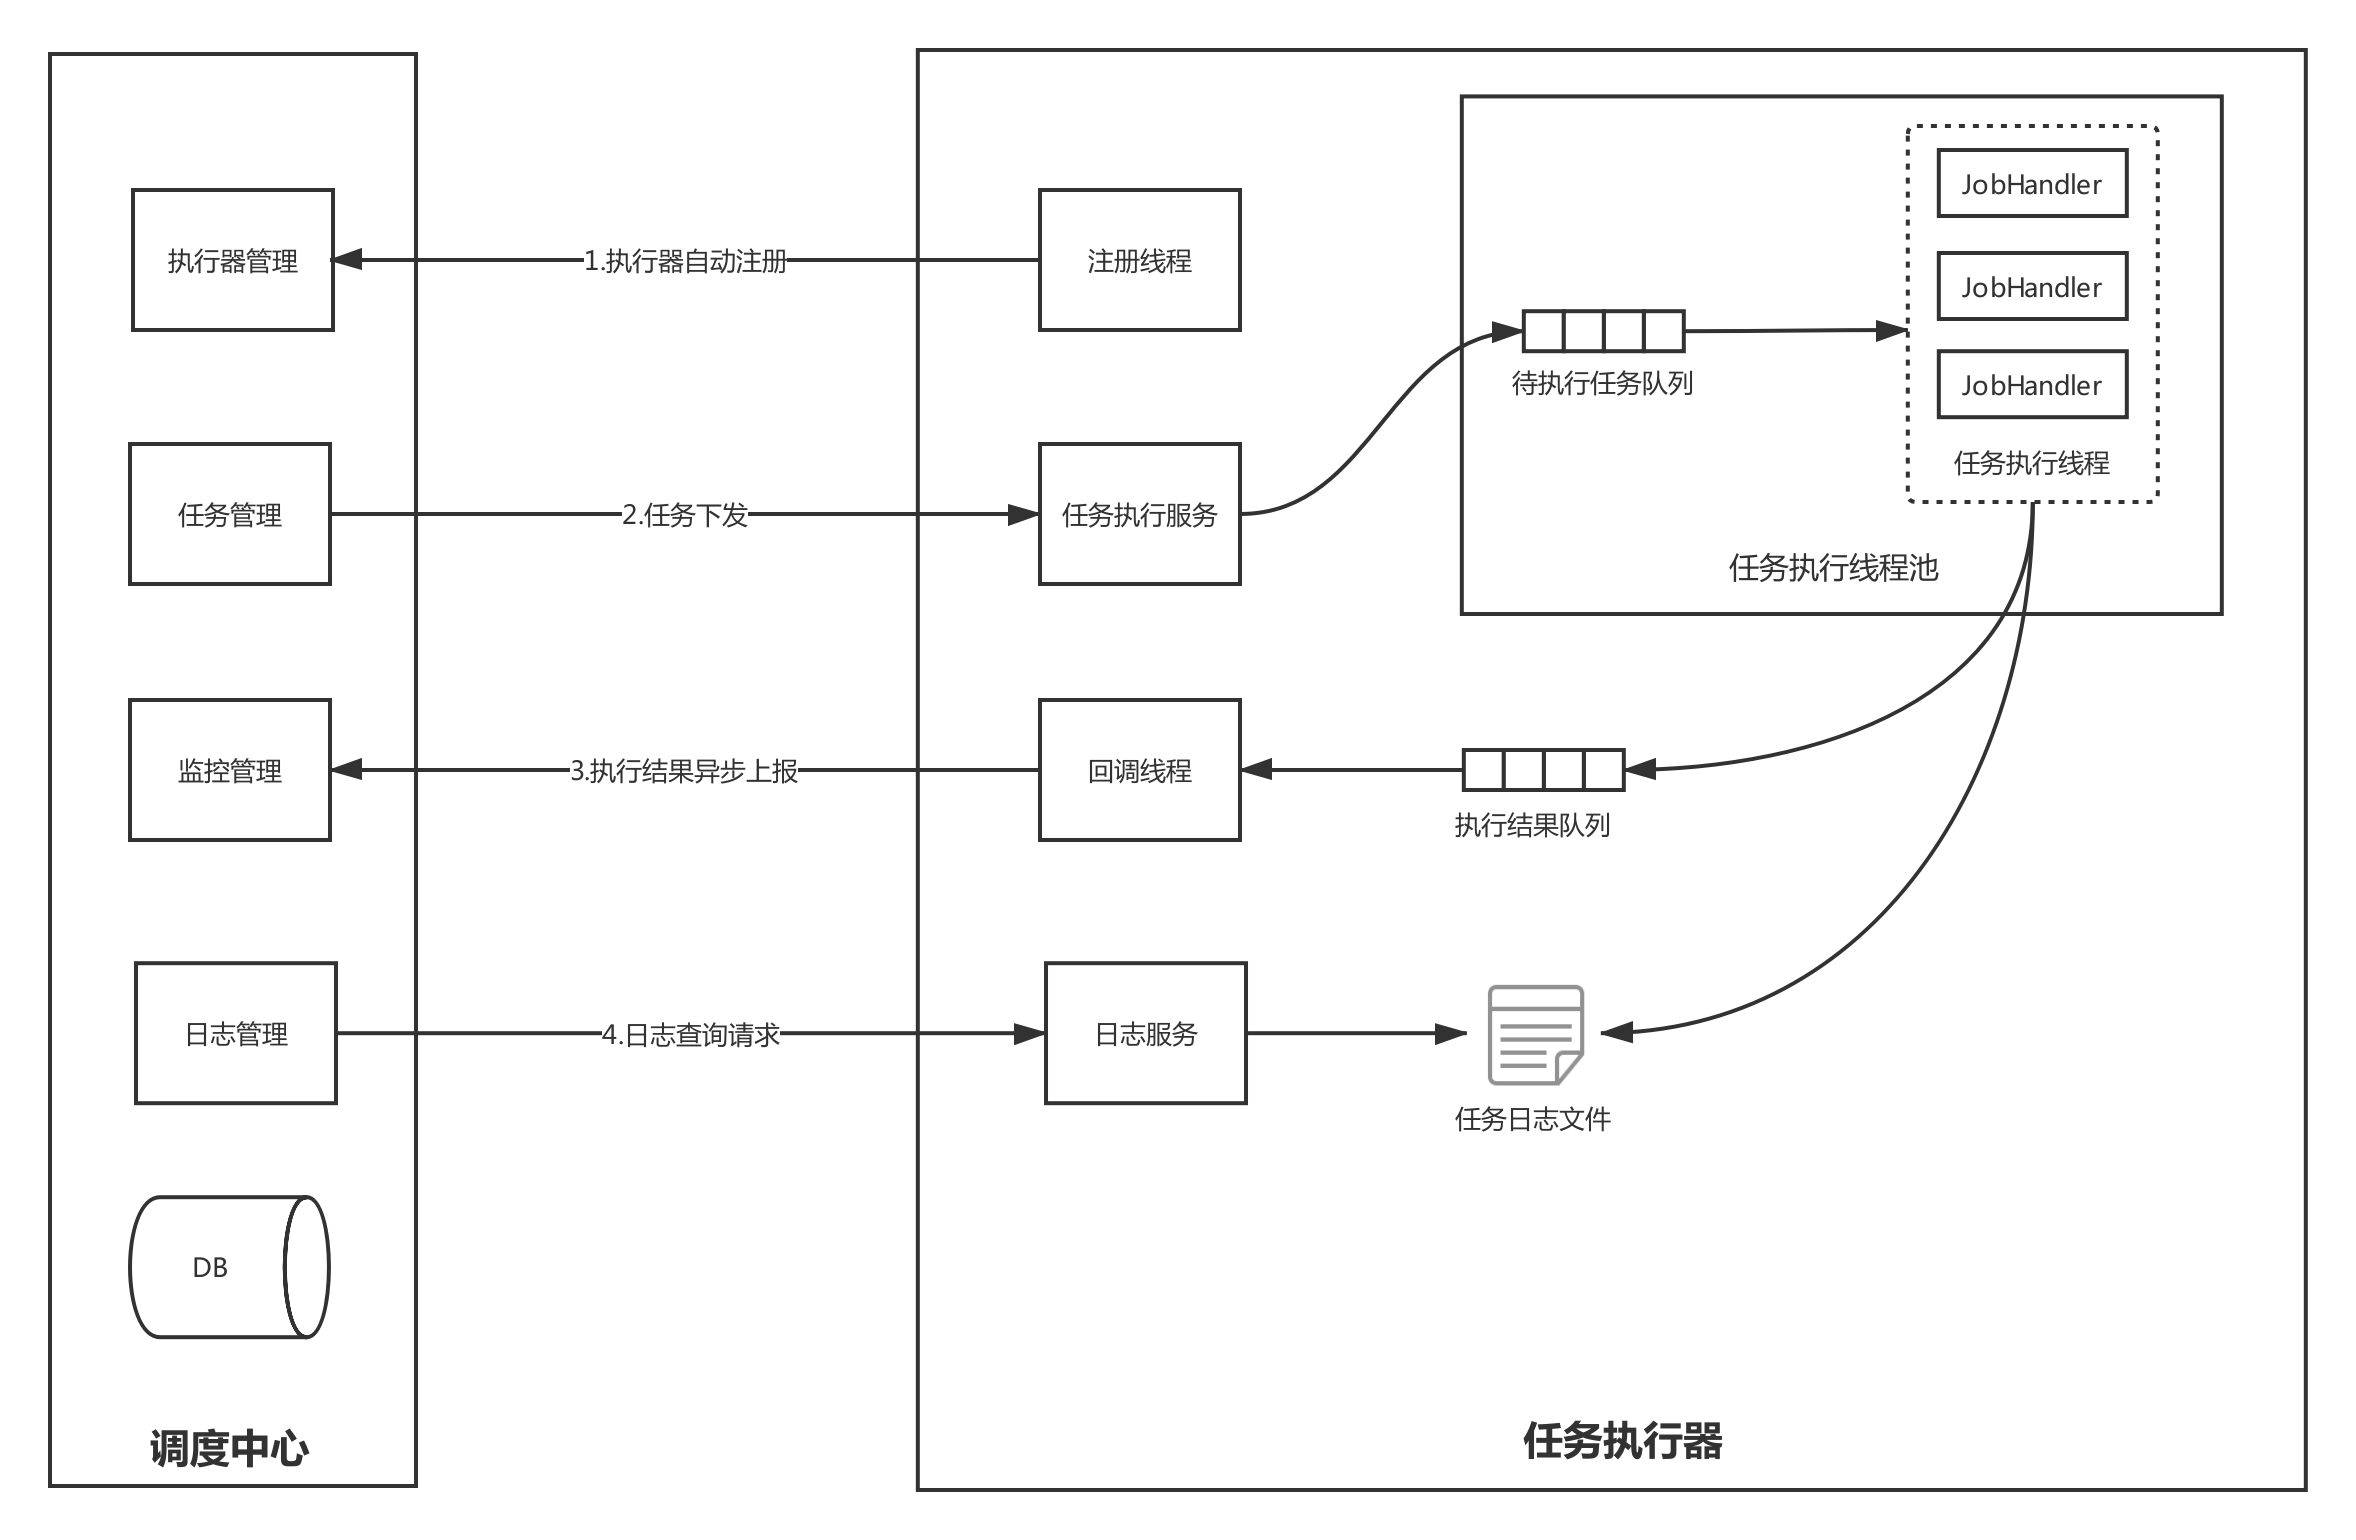 执行器管理
1.执行器自动注册
注册线程
JobHandler
JobHandler
JobHandler
任务执行线程
待执行任务队列
任务执行线程池
任务管理
2.任务下发
任务执行服务
监控管理
3.执行结果异步上报
回调线程
执行结果队列
日志管理
4.日志查询请求
日志服务
任务日志文件
DB
调度中心
任务执行器